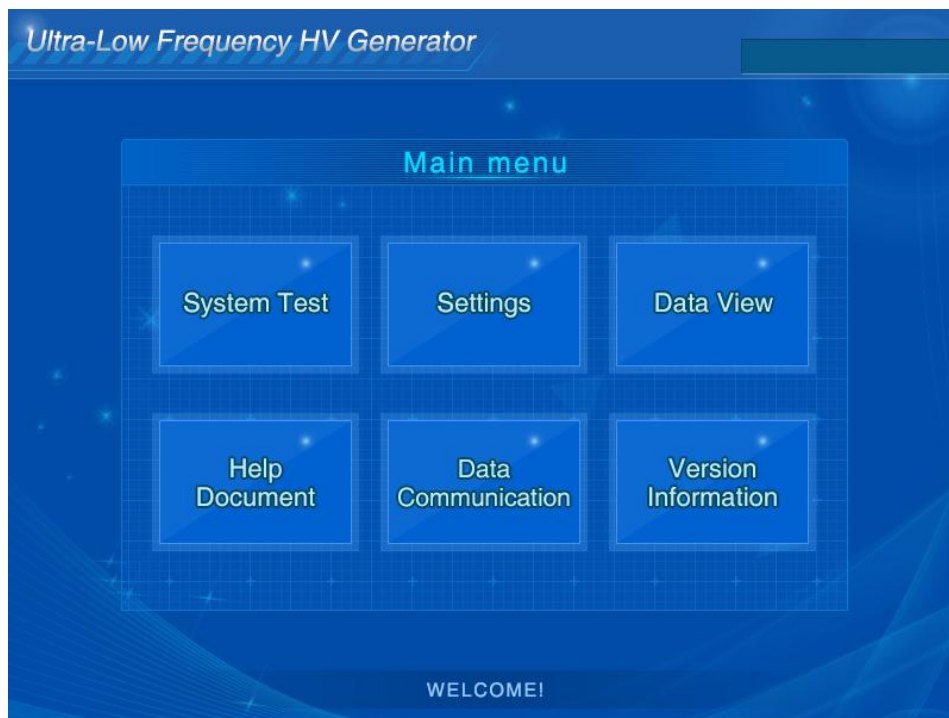 Ultra-Low Frequency HV Generator
Main menu
System Test
Settings
Data View
Help
Document
Data
Communication
Version
Information
WELCOME!